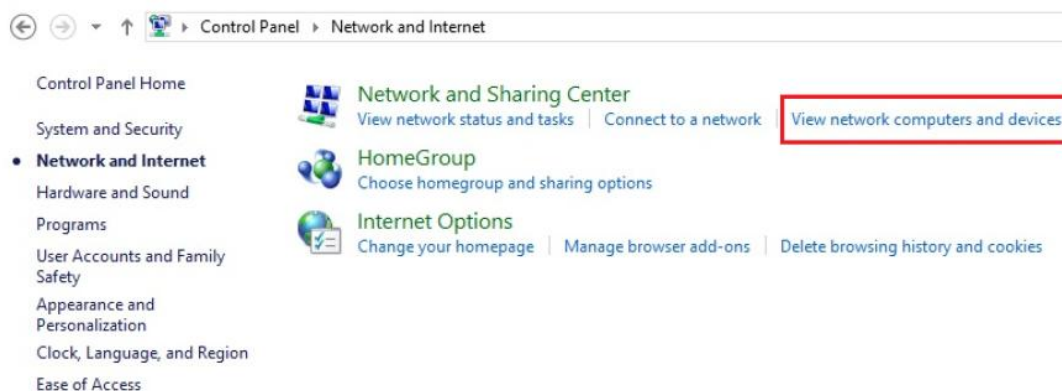 Control Panel Network and Internet
Control Panel Home
System and Security
Network and Internet
Hardware and Sound
Programs
User Accounts and Family
Safety
Appearance and
Personalization
Clock, Language, and Region
Ease of Access
Network and Sharing Center
View network status and tasks Connect to a network View network computers and devices
HomeGroup
Choose homegroup and sharing options
Internet Options
Change your homepage Manage browser add-ons Delete browsing history and cookies